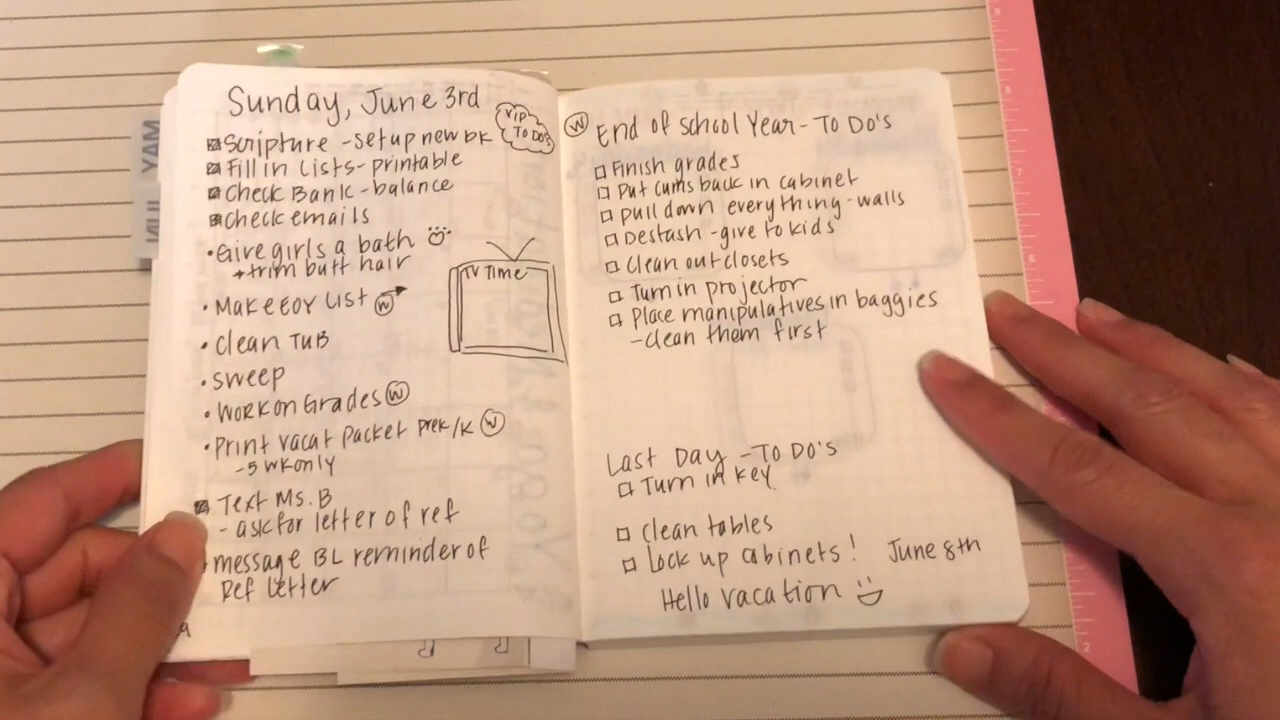 Sunday, June 3rd
VIP
TO DO's
Scripture - set up new BK
Fill in Lists - printable
Check Bank - balance
check emails
Give girls a bath
+ trim butt hair
Make EOY List W
TV Time
clean TUB
sweep
Work on Grades W
Print vacat Packet Prek/K W
- 5 wk only
Text Ms. B
- ask for letter of ref
message BL reminder of
Ref Letter
W End of School Year - TO DO's
Finish grades
Put cums back in cabinet
pull down everything - walls
Destash - give to kids
Clean out closets
Turn in projector
Place manipulatives in baggies
- clean them first
Last Day - TO DO's
Turn in key
Clean tables
Lock up cabinets! June 8th
Hello vacation
MAY